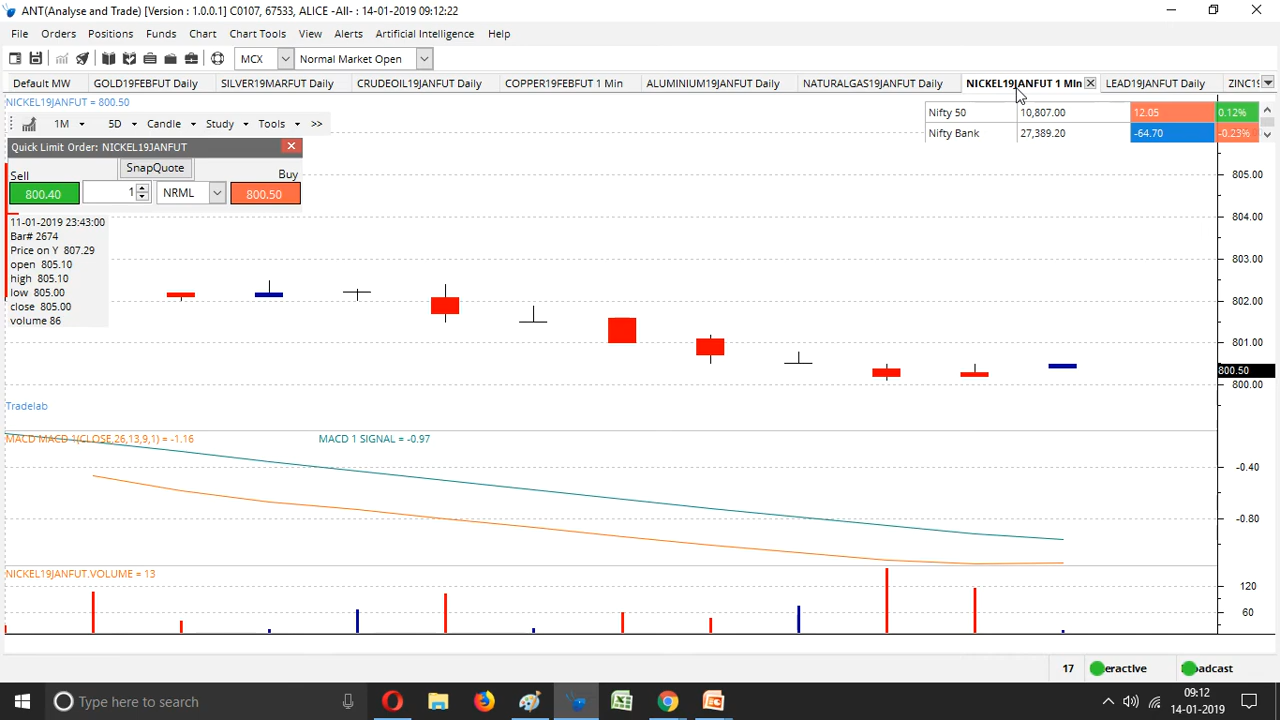 ANT(Analyse and Trade) [Version : 1.0.0.1] C0107, 67533, ALICE -All- : 14-01-2019 09:12:22
File Orders Positions Funds Chart Chart Tools View Alerts Artificial Intelligence Help
MCX Normal Market Open
Default MW GOLD19FEBFUT Daily SILVER19MARFUT Daily CRUDEOIL19JANFUT Daily COPPER19FEBFUT 1 Min ALUMINIUM19JANFUT Daily NATURALGAS19JANFUT Daily NICKEL19JANFUT 1 Min LEAD19JANFUT Daily ZINC19
NICKEL19JANFUT = 800.50
Nifty 50 10,807.00 12.05 0.12%
1M 5D Candle Study Tools >>
Nifty Bank 27,389.20 -64.70 -0.23%
Quick Limit Order: NICKEL19JANFUT
SnapQuote
Sell Buy
800.40 1 NRML 800.50
11-01-2019 23:43:00
Bar# 2674
Price on Y 807.29
open 805.10
high 805.10
low 805.00
close 805.00
volume 86
805.00
804.00
803.00
802.00
801.00
800.50
800.00
Tradelab
MACD MACD 1(CLOSE,26,13,9,1) = -1.16 MACD 1 SIGNAL = -0.97
-0.40
-0.80
NICKEL19JANFUT.VOLUME = 13
120
60
17 eractive oadcast
Type here to search
09:12
14-01-2019